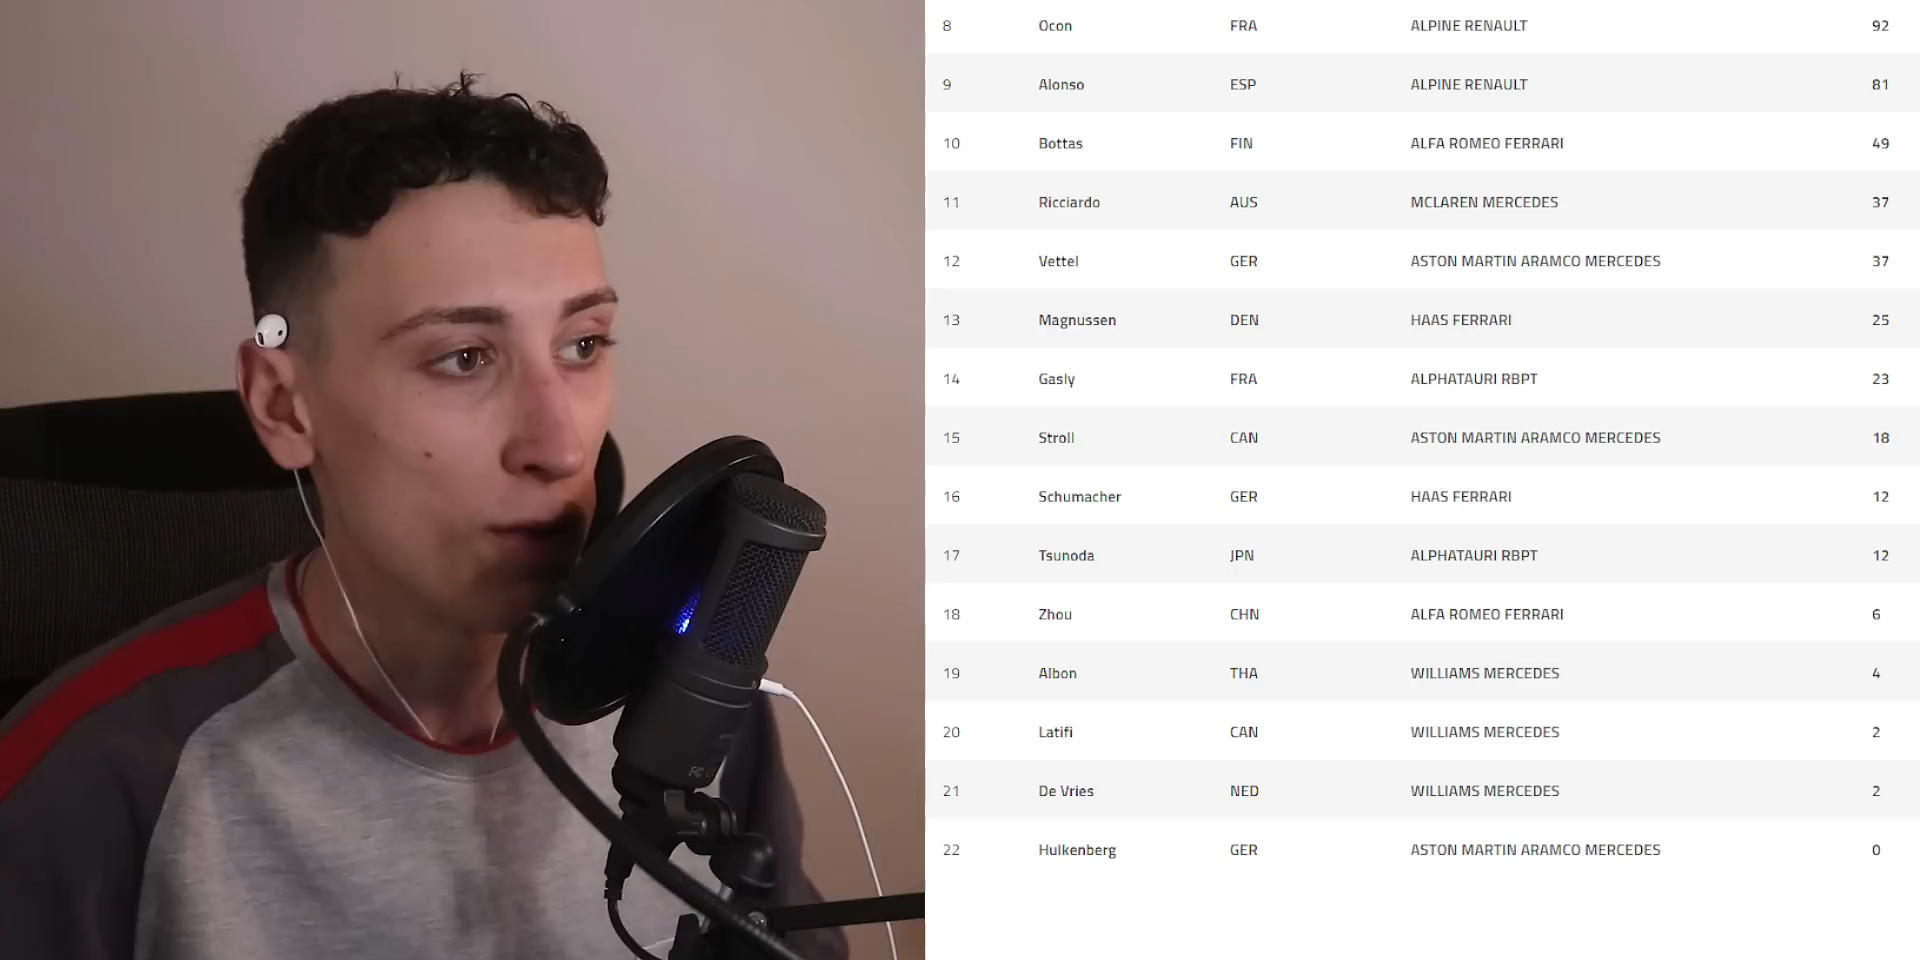 8 Ocon FRA ALPINE RENAULT 92
9 Alonso ESP ALPINE RENAULT 81
10 Bottas FIN ALFA ROMEO FERRARI 49
11 Ricciardo AUS MCLAREN MERCEDES 37
12 Vettel GER ASTON MARTIN ARAMCO MERCEDES 37
13 Magnussen DEN HAAS FERRARI 25
14 Gasly FRA ALPHATAURI RBPT 23
15 Stroll CAN ASTON MARTIN ARAMCO MERCEDES 18
16 Schumacher GER HAAS FERRARI 12
17 Tsunoda JPN ALPHATAURI RBPT 12
18 Zhou CHN ALFA ROMEO FERRARI 6
19 Albon THA WILLIAMS MERCEDES 4
20 Latifi CAN WILLIAMS MERCEDES 2
21 De Vries NED WILLIAMS MERCEDES 2
22 Hulkenberg GER ASTON MARTIN ARAMCO MERCEDES 0